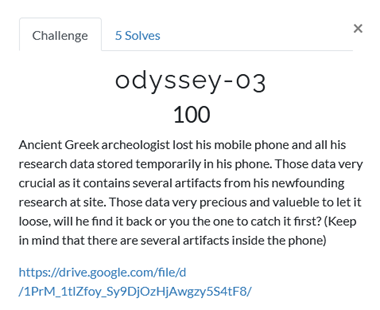 Challenge
5 Solves
×
odyssey-03
100
Ancient Greek archeologist lost his mobile phone and all his
research data stored temporarily in his phone. Those data very
crucial as it contains several artifacts from his newfounding
research at site. Those data very precious and valueble to let it
loose, will he find it back or you the one to catch it first? (Keep
in mind that there are several artifacts inside the phone)
https://drive.google.com/file/d
/1PrM_1tIZfoy_Sy9DjOzHjAwgzy5S4tF8/